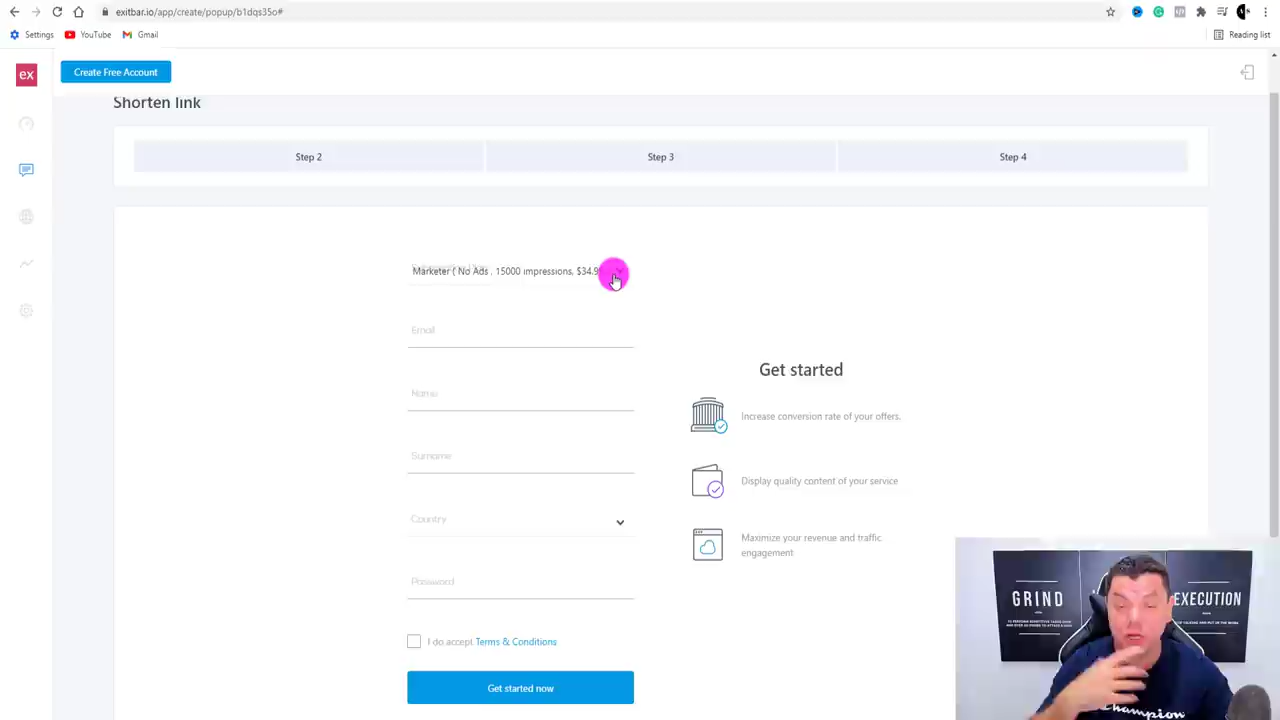 exitbar.io/app/create/popup/b1dqs35o#
Settings
YouTube
Gmail
Reading list
ex
Create Free Account
Shorten link
Step 2
Step 3
Step 4
Marketer ( No Ads , 15000 impressions, $34.9
Email
Name
Surname
Country
Password
I do accept Terms & Conditions
Get started now
Get started
Increase conversion rate of your offers.
Display quality content of your service
Maximize your revenue and traffic
engagement
GRIND
EXECUTION
Champion